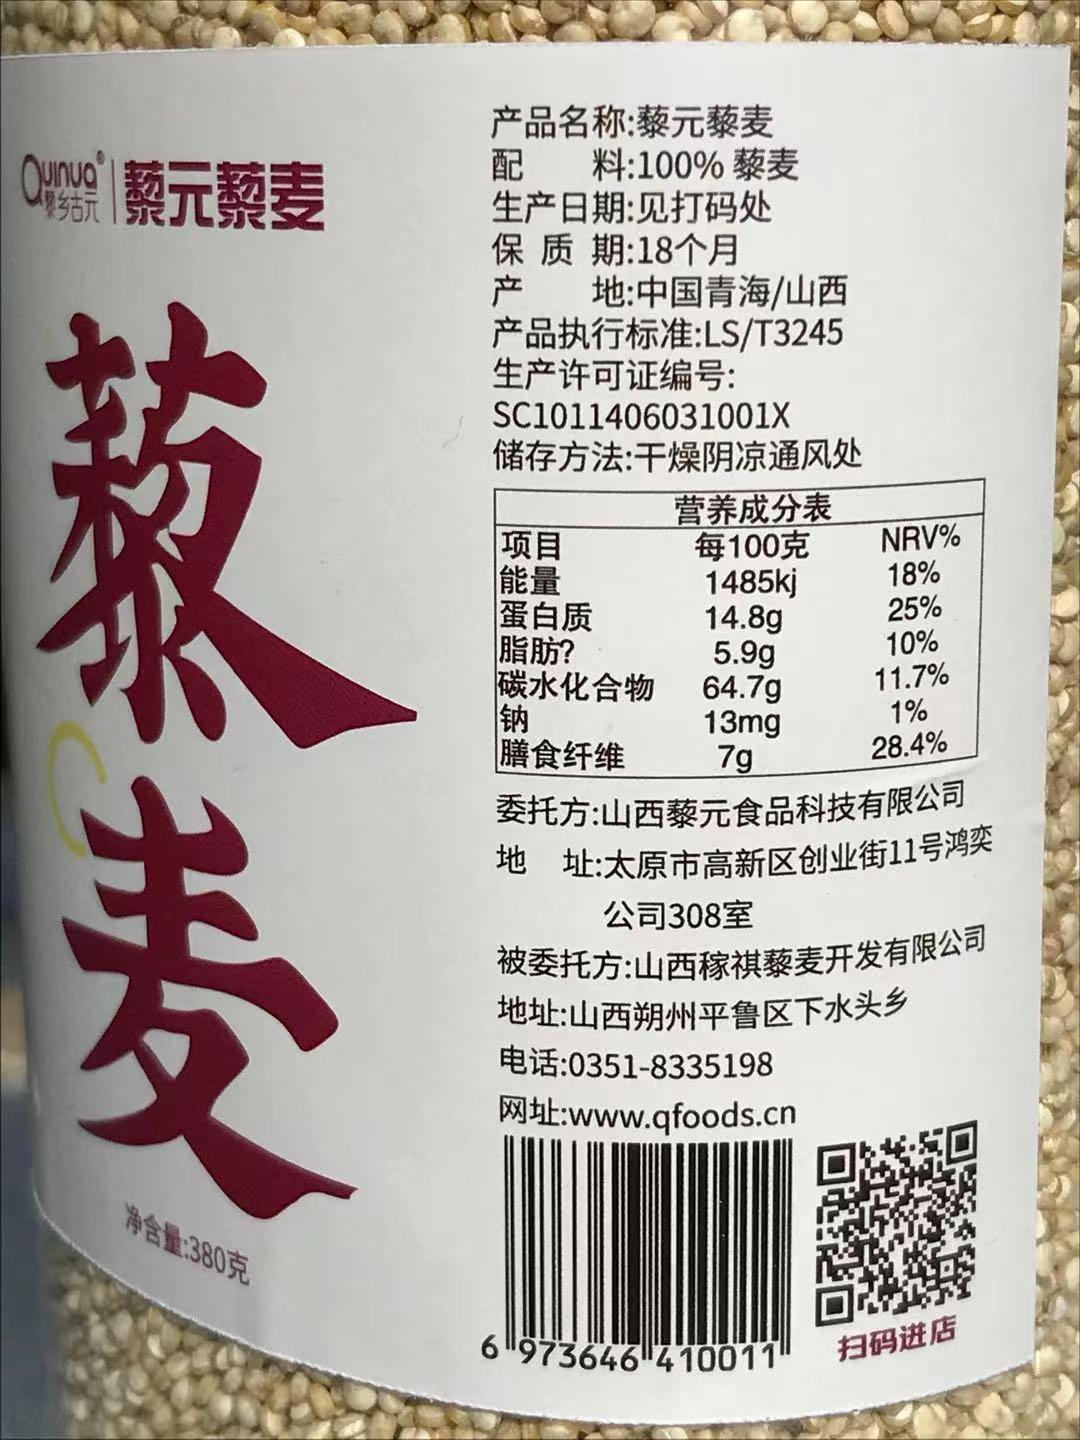 Quinua®
藜乡古元
藜元藜麦
藜麦
净含量:380克
产品名称:藜元藜麦
配 料:100% 藜麦
生产日期:见打码处
保 质 期:18个月
产 地:中国青海/山西
产品执行标准:LS/T3245
生产许可证编号:
SC1011406031001X
储存方法:干燥阴凉通风处
营养成分表
项目 每100克 NRV%
能量 1485kj 18%
蛋白质 14.8g 25%
脂肪? 5.9g 10%
碳水化合物 64.7g 11.7%
钠 13mg 1%
膳食纤维 7g 28.4%
委托方:山西藜元食品科技有限公司
地 址:太原市高新区创业街11号鸿奕
公司308室
被委托方:山西稼祺藜麦开发有限公司
地址:山西朔州平鲁区下水头乡
电话:0351-8335198
网址:www.qfoods.cn
6 973646 410011
扫码进店